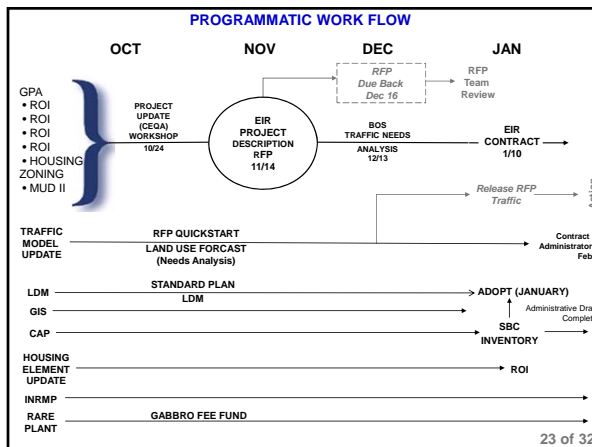 PROGRAMMATIC WORK FLOW
OCT NOV DEC JAN
RFP
Due Back
Dec 16
RFP
Team
Review
GPA
• ROI
• ROI
• ROI
• ROI
• HOUSING
ZONING
• MUD II
PROJECT
UPDATE
(CEQA)
WORKSHOP
10/24
EIR
PROJECT
DESCRIPTION
RFP
11/14
BOS
TRAFFIC NEEDS
ANALYSIS
12/13
EIR
CONTRACT
1/10
Release RFP
Traffic
TRAFFIC
MODEL
UPDATE
RFP QUICKSTART
LAND USE FORCAST
(Needs Analysis)
Contract
Administrator
Feb
LDM
STANDARD PLAN
LDM
ADOPT (JANUARY)
GIS
CAP
SBC
INVENTORY
Administrative Dra
Complet
HOUSING
ELEMENT
UPDATE
ROI
INRMP
RARE
PLANT
GABBRO FEE FUND
23 of 32